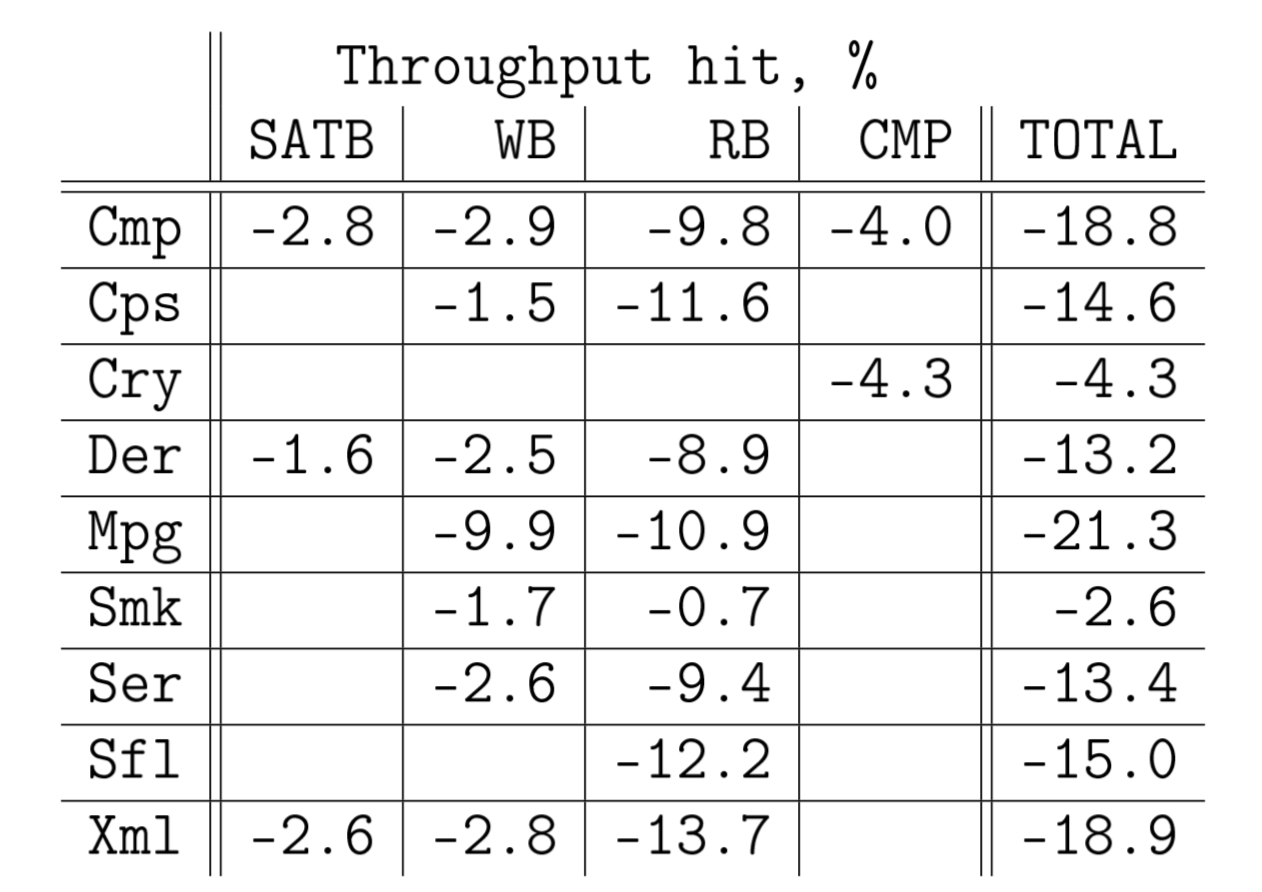 Throughput hit, %
SATB WB RB CMP TOTAL
Cmp -2.8 -2.9 -9.8 -4.0 -18.8
Cps -1.5 -11.6 -14.6
Cry -4.3 -4.3
Der -1.6 -2.5 -8.9 -13.2
Mpg -9.9 -10.9 -21.3
Smk -1.7 -0.7 -2.6
Ser -2.6 -9.4 -13.4
Sfl -12.2 -15.0
Xml -2.6 -2.8 -13.7 -18.9